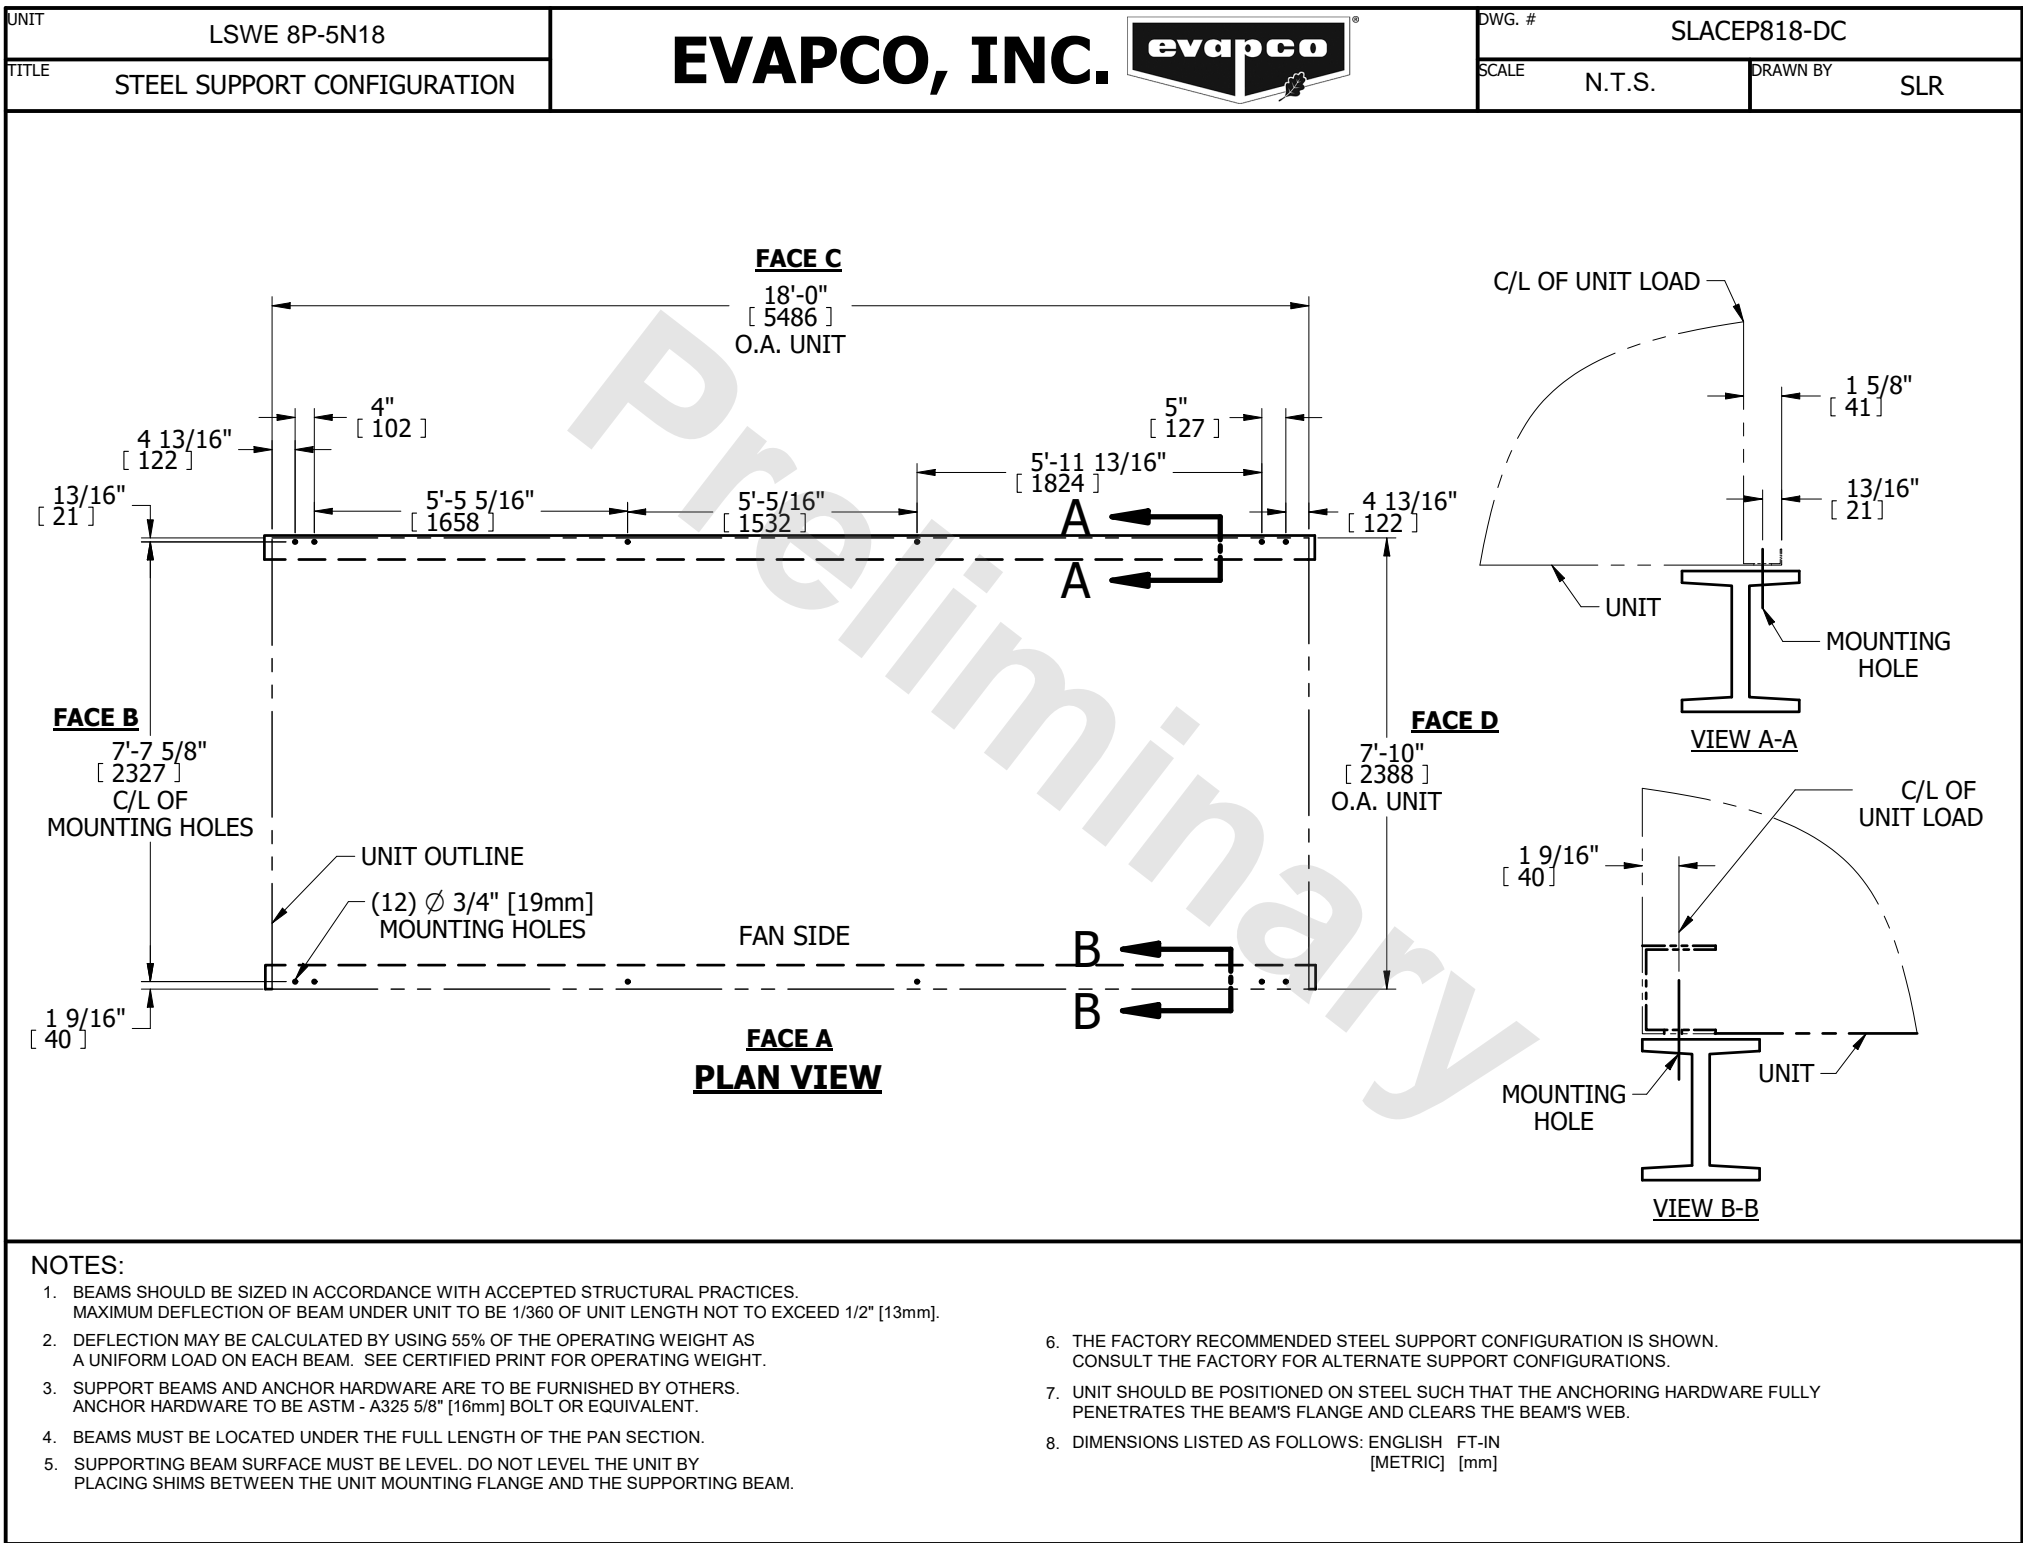 UNIT
LSWE 8P-5N18
TITLE
STEEL SUPPORT CONFIGURATION
EVAPCO, INC.
evapco
®
DWG. #
SLACEP818-DC
SCALE
N.T.S.
DRAWN BY
SLR
FACE C
18'-0"
[ 5486 ]
O.A. UNIT
4"
[ 102 ]
5"
[ 127 ]
4 13/16"
[ 122 ]
5'-11 13/16"
[ 1824 ]
13/16"
[ 21 ]
5'-5 5/16"
[ 1658 ]
5'-5/16"
[ 1532 ]
A
4 13/16"
[ 122 ]
A
FACE B
7'-7 5/8"
[ 2327 ]
C/L OF
MOUNTING HOLES
FACE D
7'-10"
[ 2388 ]
O.A. UNIT
UNIT OUTLINE
(12) ∅ 3/4" [19mm]
MOUNTING HOLES
FAN SIDE
B
B
1 9/16"
[ 40 ]
FACE A
PLAN VIEW
Preliminary
C/L OF UNIT LOAD
1 5/8"
[ 41 ]
13/16"
[ 21 ]
UNIT
MOUNTING
HOLE
VIEW A-A
C/L OF
UNIT LOAD
1 9/16"
[ 40 ]
UNIT
MOUNTING
HOLE
VIEW B-B
NOTES:
1. BEAMS SHOULD BE SIZED IN ACCORDANCE WITH ACCEPTED STRUCTURAL PRACTICES.
MAXIMUM DEFLECTION OF BEAM UNDER UNIT TO BE 1/360 OF UNIT LENGTH NOT TO EXCEED 1/2" [13mm].
2. DEFLECTION MAY BE CALCULATED BY USING 55% OF THE OPERATING WEIGHT AS
A UNIFORM LOAD ON EACH BEAM. SEE CERTIFIED PRINT FOR OPERATING WEIGHT.
3. SUPPORT BEAMS AND ANCHOR HARDWARE ARE TO BE FURNISHED BY OTHERS.
ANCHOR HARDWARE TO BE ASTM - A325 5/8" [16mm] BOLT OR EQUIVALENT.
4. BEAMS MUST BE LOCATED UNDER THE FULL LENGTH OF THE PAN SECTION.
5. SUPPORTING BEAM SURFACE MUST BE LEVEL. DO NOT LEVEL THE UNIT BY
PLACING SHIMS BETWEEN THE UNIT MOUNTING FLANGE AND THE SUPPORTING BEAM.
6. THE FACTORY RECOMMENDED STEEL SUPPORT CONFIGURATION IS SHOWN.
CONSULT THE FACTORY FOR ALTERNATE SUPPORT CONFIGURATIONS.
7. UNIT SHOULD BE POSITIONED ON STEEL SUCH THAT THE ANCHORING HARDWARE FULLY
PENETRATES THE BEAM'S FLANGE AND CLEARS THE BEAM'S WEB.
8. DIMENSIONS LISTED AS FOLLOWS: ENGLISH FT-IN
[METRIC] [mm]